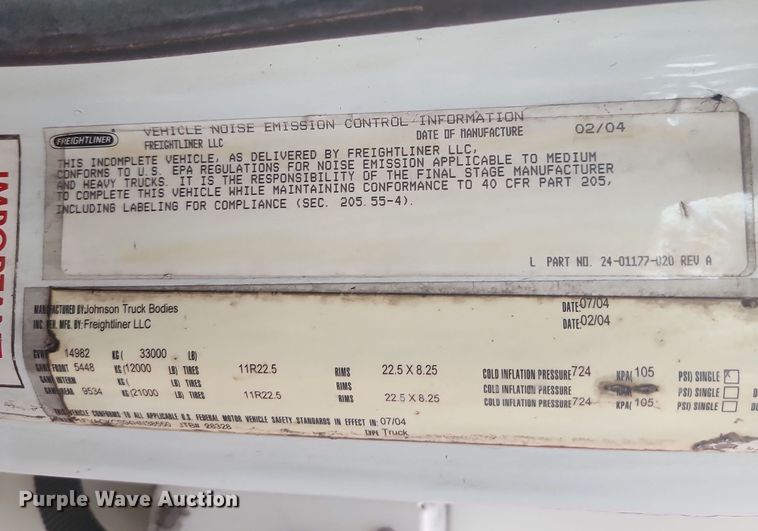 IMPORTANT
FREIGHTLINER
VEHICLE NOISE EMISSION CONTROL INFORMATION
FREIGHTLINER LLC DATE OF MANUFACTURE 02/04
THIS INCOMPLETE VEHICLE, AS DELIVERED BY FREIGHTLINER LLC,
CONFORMS TO U.S. EPA REGULATIONS FOR NOISE EMISSION APPLICABLE TO MEDIUM
AND HEAVY TRUCKS. IT IS THE RESPONSIBILITY OF THE FINAL STAGE MANUFACTURER
TO COMPLETE THIS VEHICLE WHILE MAINTAINING CONFORMANCE TO 40 CFR PART 205,
INCLUDING LABELING FOR COMPLIANCE (SEC. 205.55-4).
L PART NO. 24-01177-020 REV A
MANUFACTURED BY Johnson Truck Bodies DATE: 07/04
INC. VEH. MFG. BY: Freightliner LLC DATE: 02/04
GVWR 14982 KG ( 33000 LB)
GAWR FRONT 5448 KG (12000 LB) TIRES 11R22.5 RIMS 22.5 X 8.25 COLD INFLATION PRESSURE 724 KPA( 105 PSI) SINGLE
GAWR INTERM KG ( LB) TIRES RIMS COLD INFLATION PRESSURE KPA( PSI) SINGLE
GAWR REAR 9534 KG (21000 LB) TIRES 11R22.5 RIMS 22.5 X 8.25 COLD INFLATION PRESSURE 724 KPA( 105 PSI) SINGLE
THIS VEHICLE CONFORMS TO ALL APPLICABLE U.S. FEDERAL MOTOR VEHICLE SAFETY STANDARDS IN EFFECT IN: 07/04
JTB# 28328 TYPE Truck
Purple Wave Auction